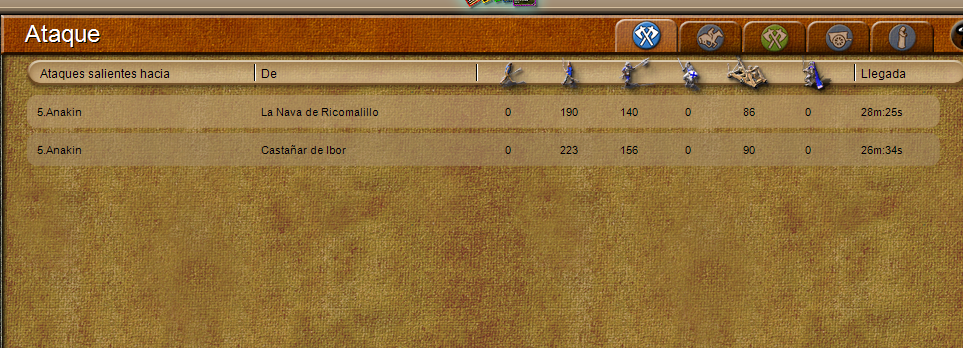 Ataque
Ataques salientes hacia De Llegada
5.Anakin La Nava de Ricomalillo 0 190 140 0 86 0 28m:25s
5.Anakin Castañar de Ibor 0 223 156 0 90 0 26m:34s